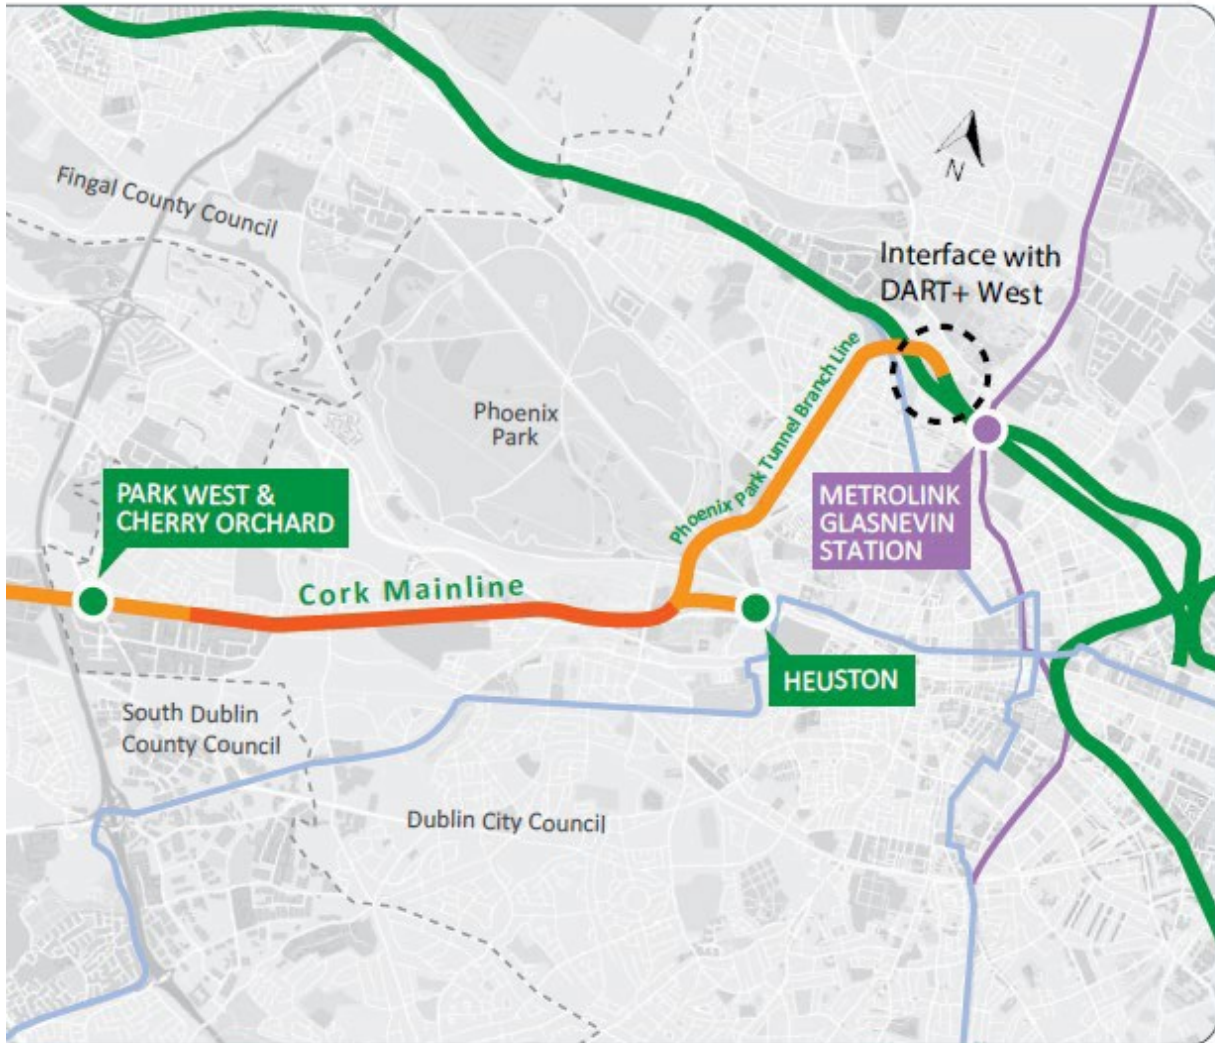 Fingal County Council
N
Interface with
DART+ West
Phoenix Park Tunnel Branch Line
Phoenix
Park
PARK WEST &
CHERRY ORCHARD
METROLINK
GLASNEVIN
STATION
Cork Mainline
HEUSTON
South Dublin
County Council
Dublin City Council